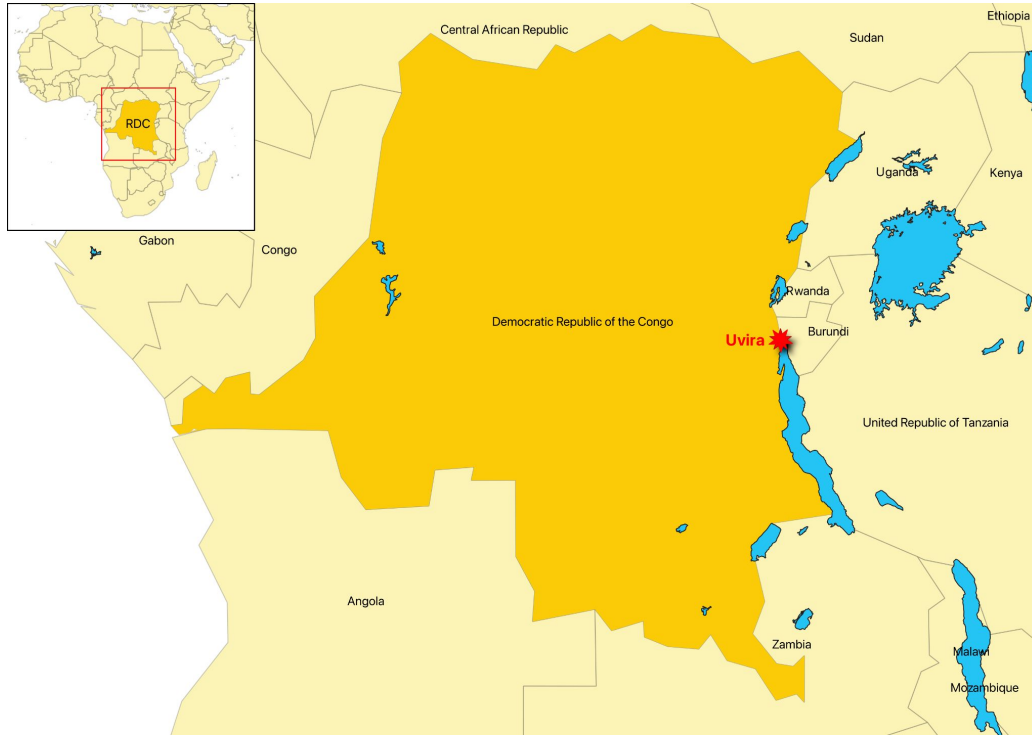 Ethiopia
Central African Republic
Sudan
RDC
Uganda
Kenya
Gabon
Congo
Rwanda
Democratic Republic of the Congo
Burundi
Uvira
United Republic of Tanzania
Angola
Zambia
Malawi
Mozambique